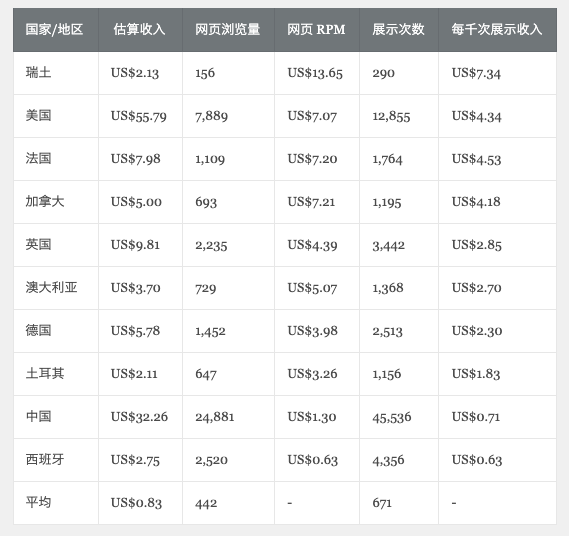 国家/地区 估算收入 网页浏览量 网页 RPM 展示次数 每千次展示收入
瑞士 US$2.13 156 US$13.65 290 US$7.34
美国 US$55.79 7,889 US$7.07 12,855 US$4.34
法国 US$7.98 1,109 US$7.20 1,764 US$4.53
加拿大 US$5.00 693 US$7.21 1,195 US$4.18
英国 US$9.81 2,235 US$4.39 3,442 US$2.85
澳大利亚 US$3.70 729 US$5.07 1,368 US$2.70
德国 US$5.78 1,452 US$3.98 2,513 US$2.30
土耳其 US$2.11 647 US$3.26 1,156 US$1.83
中国 US$32.26 24,881 US$1.30 45,536 US$0.71
西班牙 US$2.75 2,520 US$0.63 4,356 US$0.63
平均 US$0.83 442 - 671 -